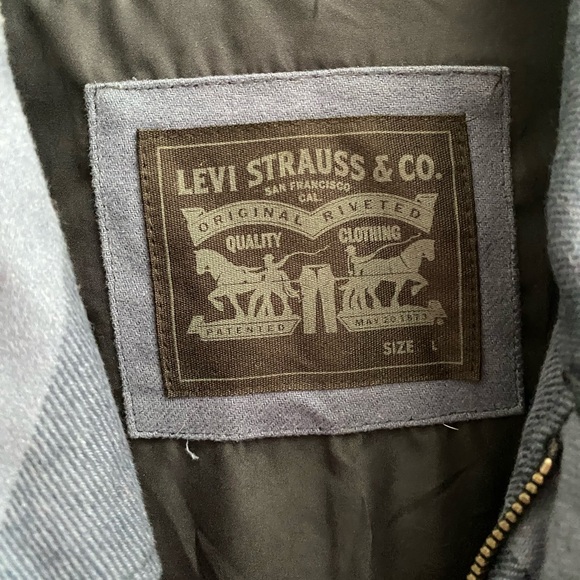 LEVI STRAUSS & CO.
SAN FRANCISCO
CAL.
ORIGINAL RIVETED
QUALITY CLOTHING
PATENTED MAY 20 1873
SIZE L